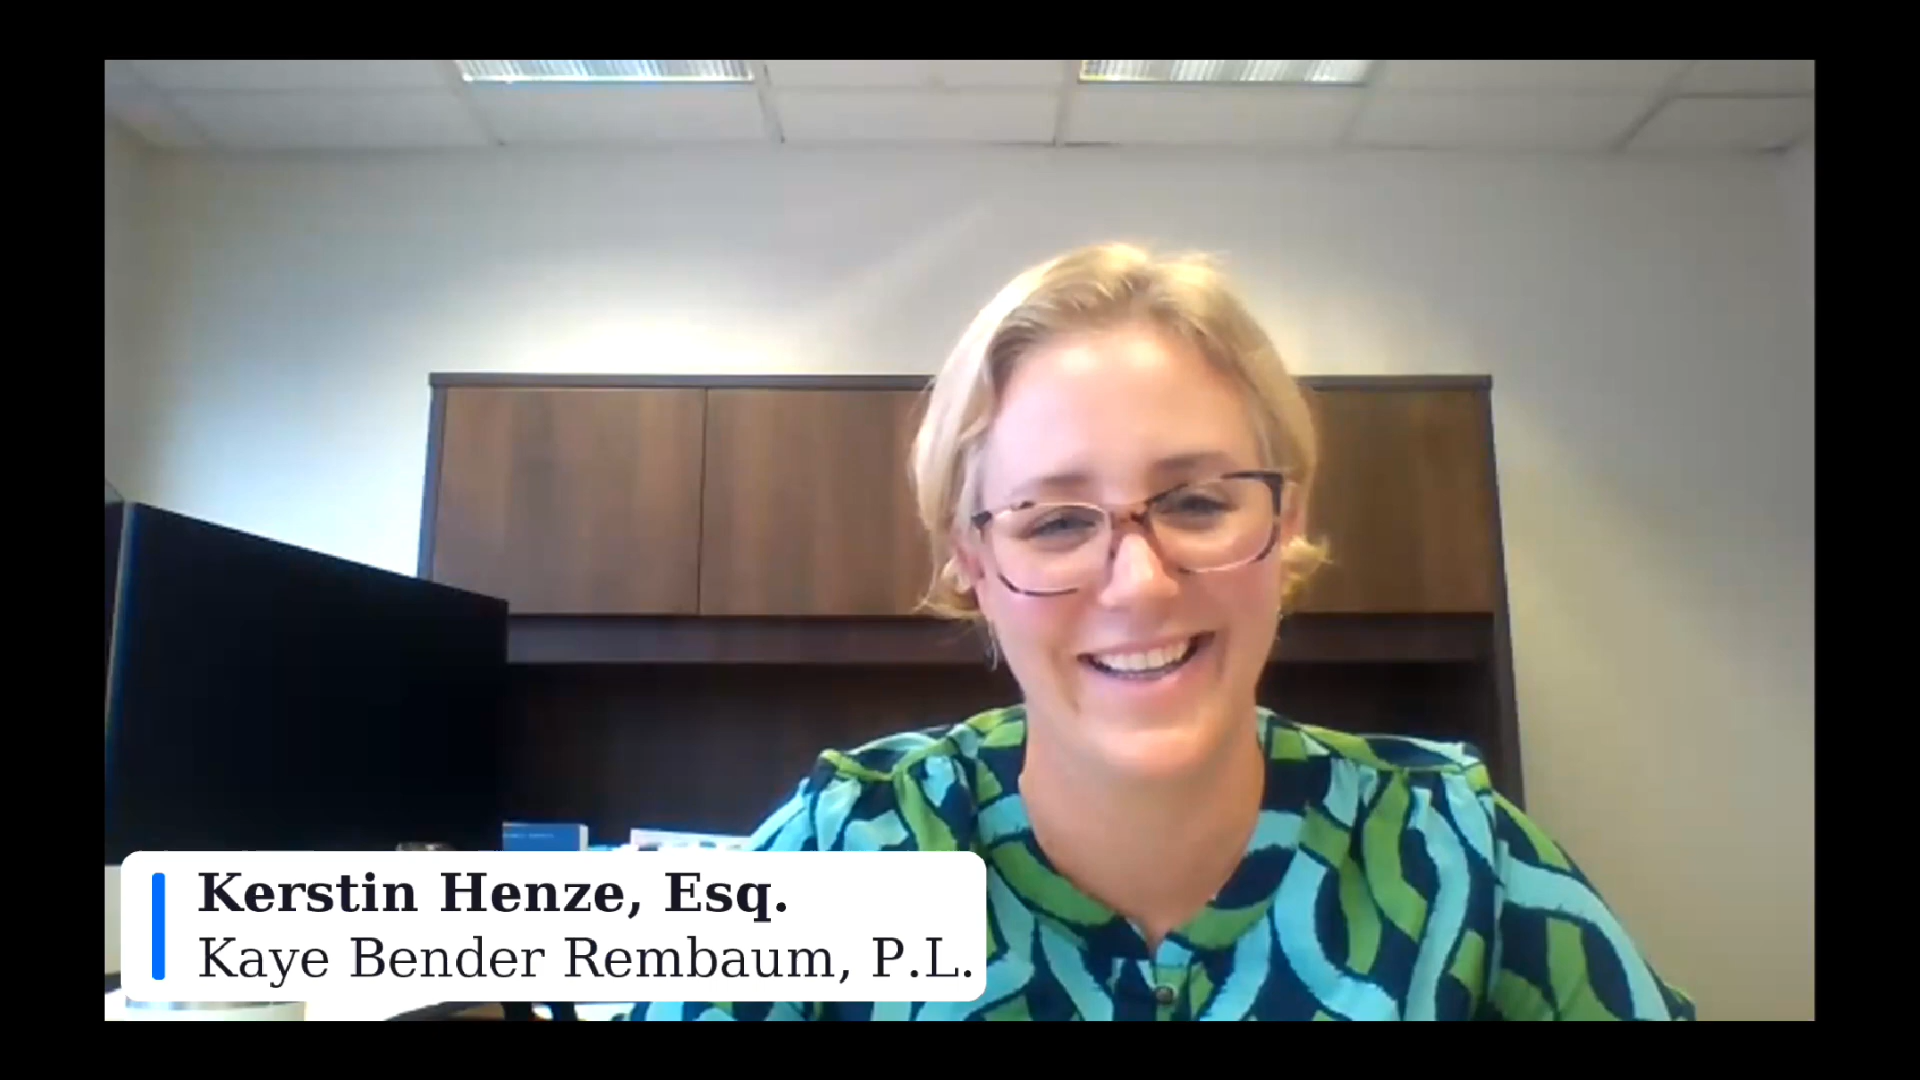 Kerstin Henze, Esq.
Kaye Bender Rembaum, P.L.